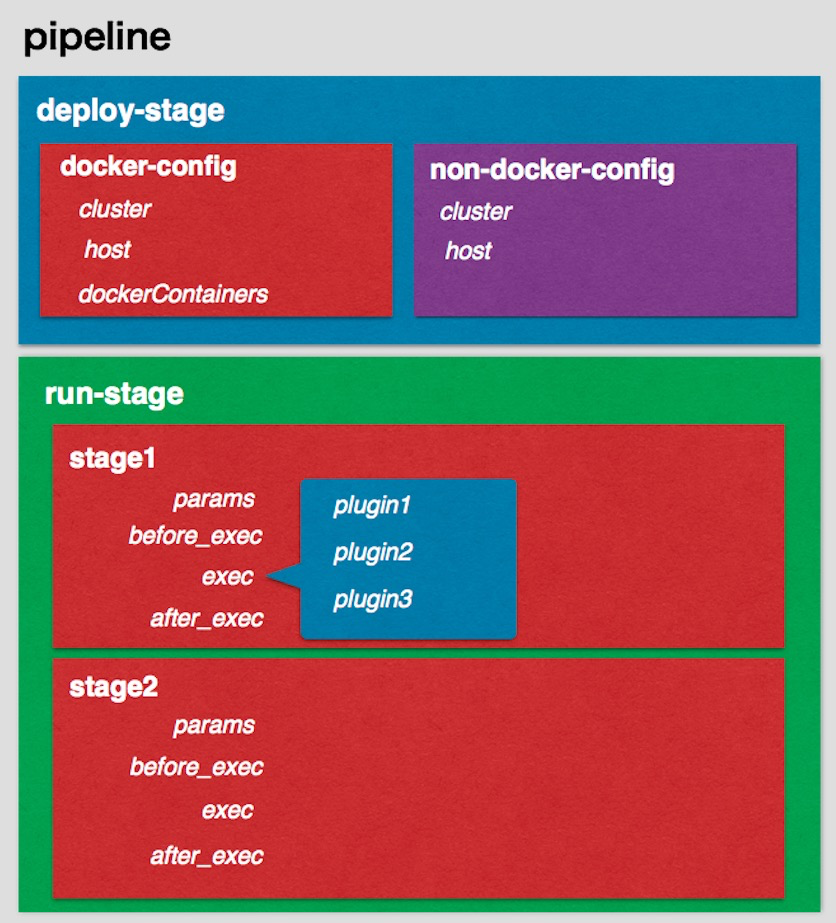 pipeline
deploy-stage
docker-config
cluster
host
dockerContainers
non-docker-config
cluster
host
run-stage
stage1
params
before_exec
exec
after_exec
plugin1
plugin2
plugin3
stage2
params
before_exec
exec
after_exec